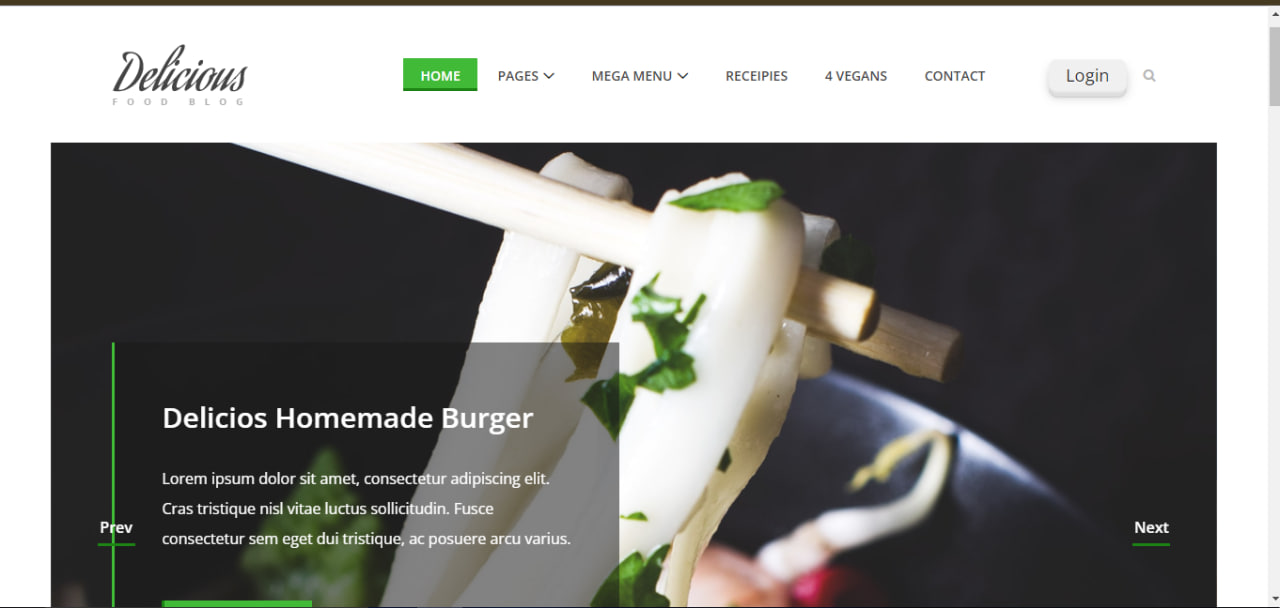 Delicious
FOOD BLOG
HOME
PAGES
MEGA MENU
RECEIPIES
4 VEGANS
CONTACT
Login
Delicios Homemade Burger
Lorem ipsum dolor sit amet, consectetur adipiscing elit.
Cras tristique nisl vitae luctus sollicitudin. Fusce
consectetur sem eget dui tristique, ac posuere arcu varius.
Prev
Next